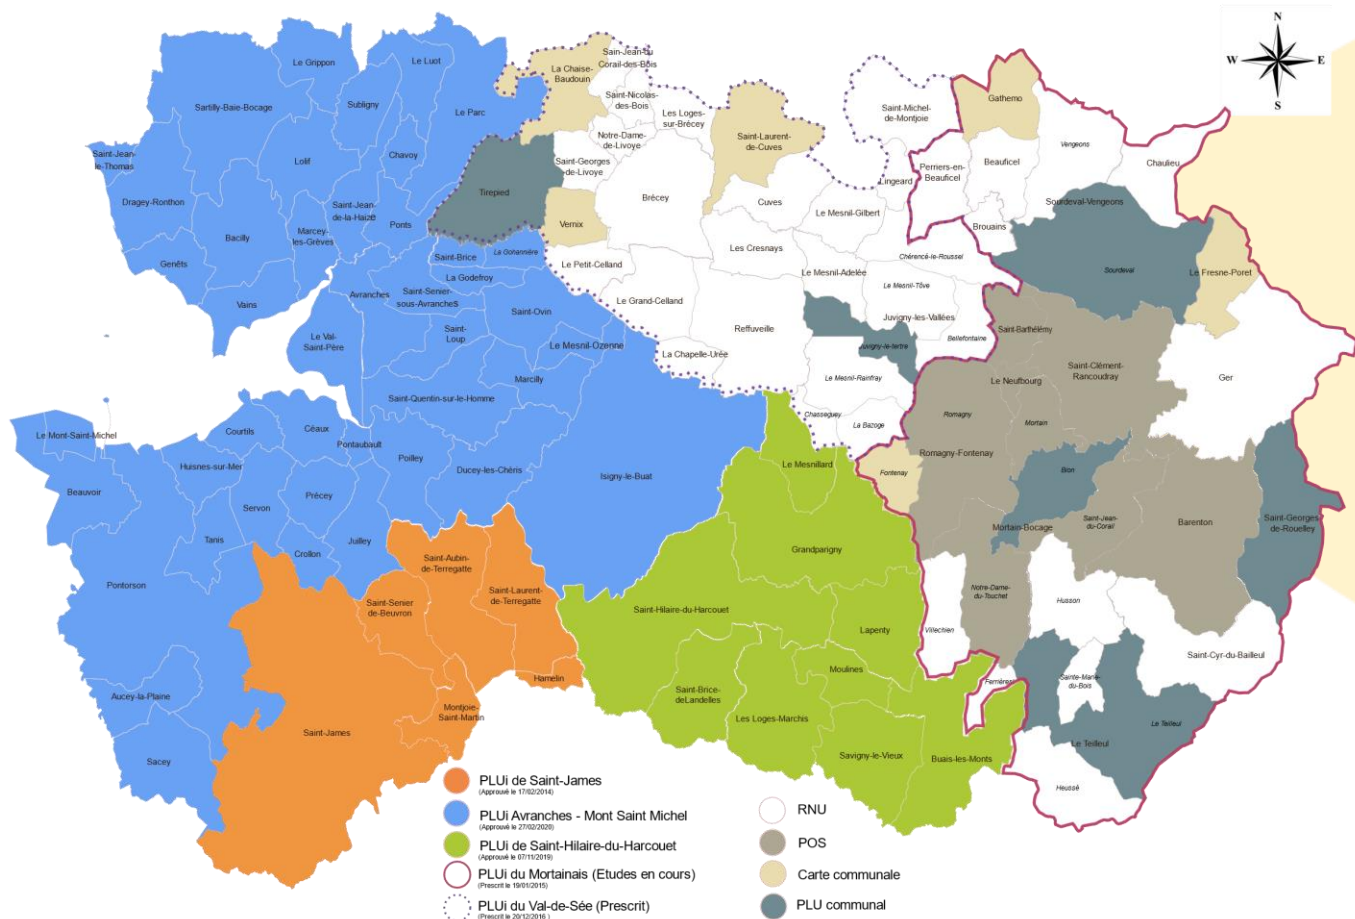 N
W
E
S
Le Grippon
Le Luot
La Chaise-
Baudouin
Sain-Jean-du
Corail-des-Bois
Sartilly-Baie-Bocage
Subligny
Le Parc
Saint-Nicolas
des-Bois
Les Loges-
sur-Brécey
Saint-Michel
de-Montjoie
Gathemo
Saint-Laurent-
de-Cuves
Notre-Dame-
de-Livoye
Vengeons
Saint-Jean-
le-Thomas
Lolif
Chavoy
Saint-Georges
de-Livoye
Beauficel
Chaulieu
Perriers-en-
Beauficel
Lingeard
Tirepied
Dragey-Ronthon
Saint-Jean
de-la-Haize
Brécey
Cuves
Le Mesnil-Gilbert
Sourdeval-Vengeons
Bacilly
Marcey-
les-Grèves
Ponts
Vernix
Brouains
Saint-Brice
La Gohannière
Les Cresnays
Chérencé-le-Roussel
Genêts
Le Petit-Celland
La Godefroy
Le Mesnil-Adelée
Sourdeval
Le Fresne-Poret
Vains
Avranches
Saint-Senier
sous-Avranches
Le Grand-Celland
Le Mesnil-Tôve
Saint-Ovin
Juvigny-les-Vallées
Reffuveille
Saint-Barthélémy
Le Val-
Saint-Père
Saint-
Loup
Le Mesnil-Ozenne
Juvigny-le-tertre
Bellefontaine
La Chapelle-Urée
Saint-Clément-
Rancoudray
Marcilly
Le Mesnil-Rainfray
Le Neufbourg
Ger
Saint-Quentin-sur-le-Homme
Chasseguey
La Bazoge
Romagny
Mortain
Le Mont-Saint-Michel
Courtils
Céaux
Pontaubault
Romagny-Fontenay
Huisnes-sur-Mer
Poilley
Ducey-les-Chéris
Isigny-le-Buat
Le Mesnillard
Fontenay
Bion
Beauvoir
Précey
Servon
Mortain-Bocage
Saint-Jean-
du-Corail
Barenton
Saint-Georges
de-Rouelley
Tanis
Crollon
Juilley
Grandparigny
Saint-Aubin-
de-Terregatte
Pontorson
Saint-Laurent-
de-Terregatte
Notre-Dame-
du-Touchet
Husson
Saint-Senier
de-Beuvron
Saint-Hilaire-du-Harcouet
Lapenty
Villechien
Saint-Cyr-du-Bailleul
Moulines
Hamelin
Ferrières
Sainte-Marie-
du-Bois
Aucey-la-Plaine
Saint-Brice-
deLandelles
Montjoie-
Saint-Martin
Les Loges-Marchis
Le Teilleul
Saint-James
Le Teilleul
Sacey
Savigny-le-Vieux
Buais-les-Monts
Heussé
PLUi de Saint-James
(Approuvé le 17/02/2014)
PLUi Avranches - Mont Saint Michel
(Approuvé le 27/02/2020)
PLUi de Saint-Hilaire-du-Harcouet
(Approuvé le 07/11/2019)
PLUi du Mortainais (Etudes en cours)
(Prescrit le 19/01/2015)
PLUi du Val-de-Sée (Prescrit)
(Prescrit le 20/12/2016 )
RNU
POS
Carte communale
PLU communal